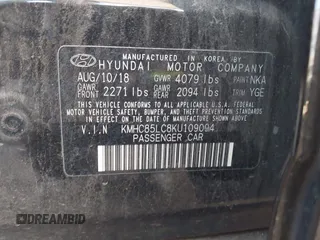 MANUFACTURED IN KOREA BY
HYUNDAI MOTOR COMPANY
AUG/10/18 GVWR 4079 lbs PAINT NKA
GAWR FRONT 2271 lbs GAWR REAR 2094 lbs TRIM YGE
THIS VEHICLE CONFORMS TO ALL APPLICABLE U.S. FEDERAL
MOTOR VEHICLE SAFETY, BUMPER, AND THEFT PREVENTION
STANDARDS IN EFFECT ON THE DATE OF MANUFACTURE
SHOWN ABOVE.
V.I.N KMHC85LC8KU109094
PASSENGER CAR
DREAMBID